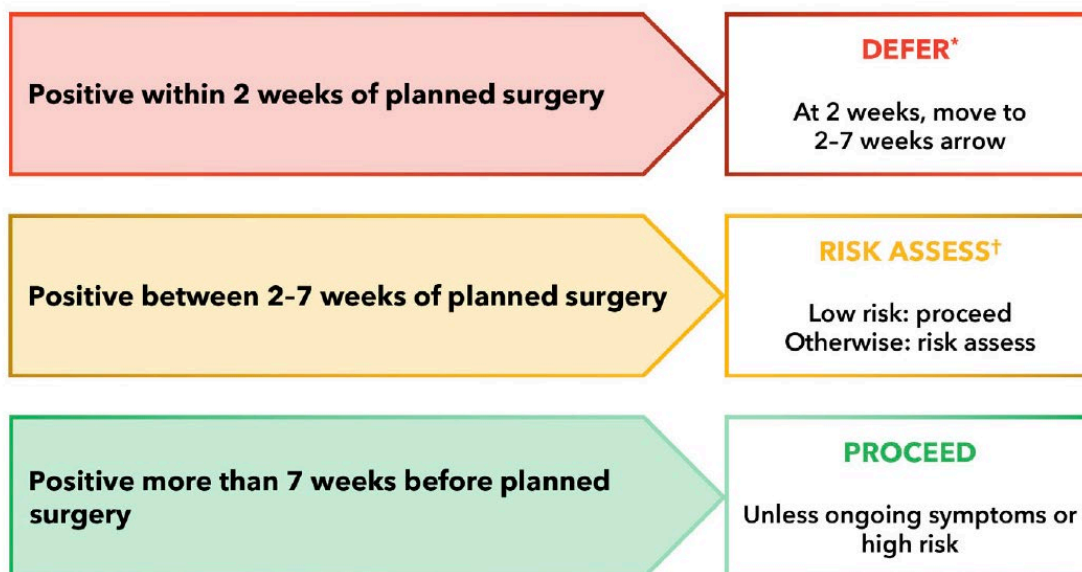 Positive within 2 weeks of planned surgery
DEFER*
At 2 weeks, move to
2–7 weeks arrow
Positive between 2–7 weeks of planned surgery
RISK ASSESS†
Low risk: proceed
Otherwise: risk assess
Positive more than 7 weeks before planned
surgery
PROCEED
Unless ongoing symptoms or
high risk